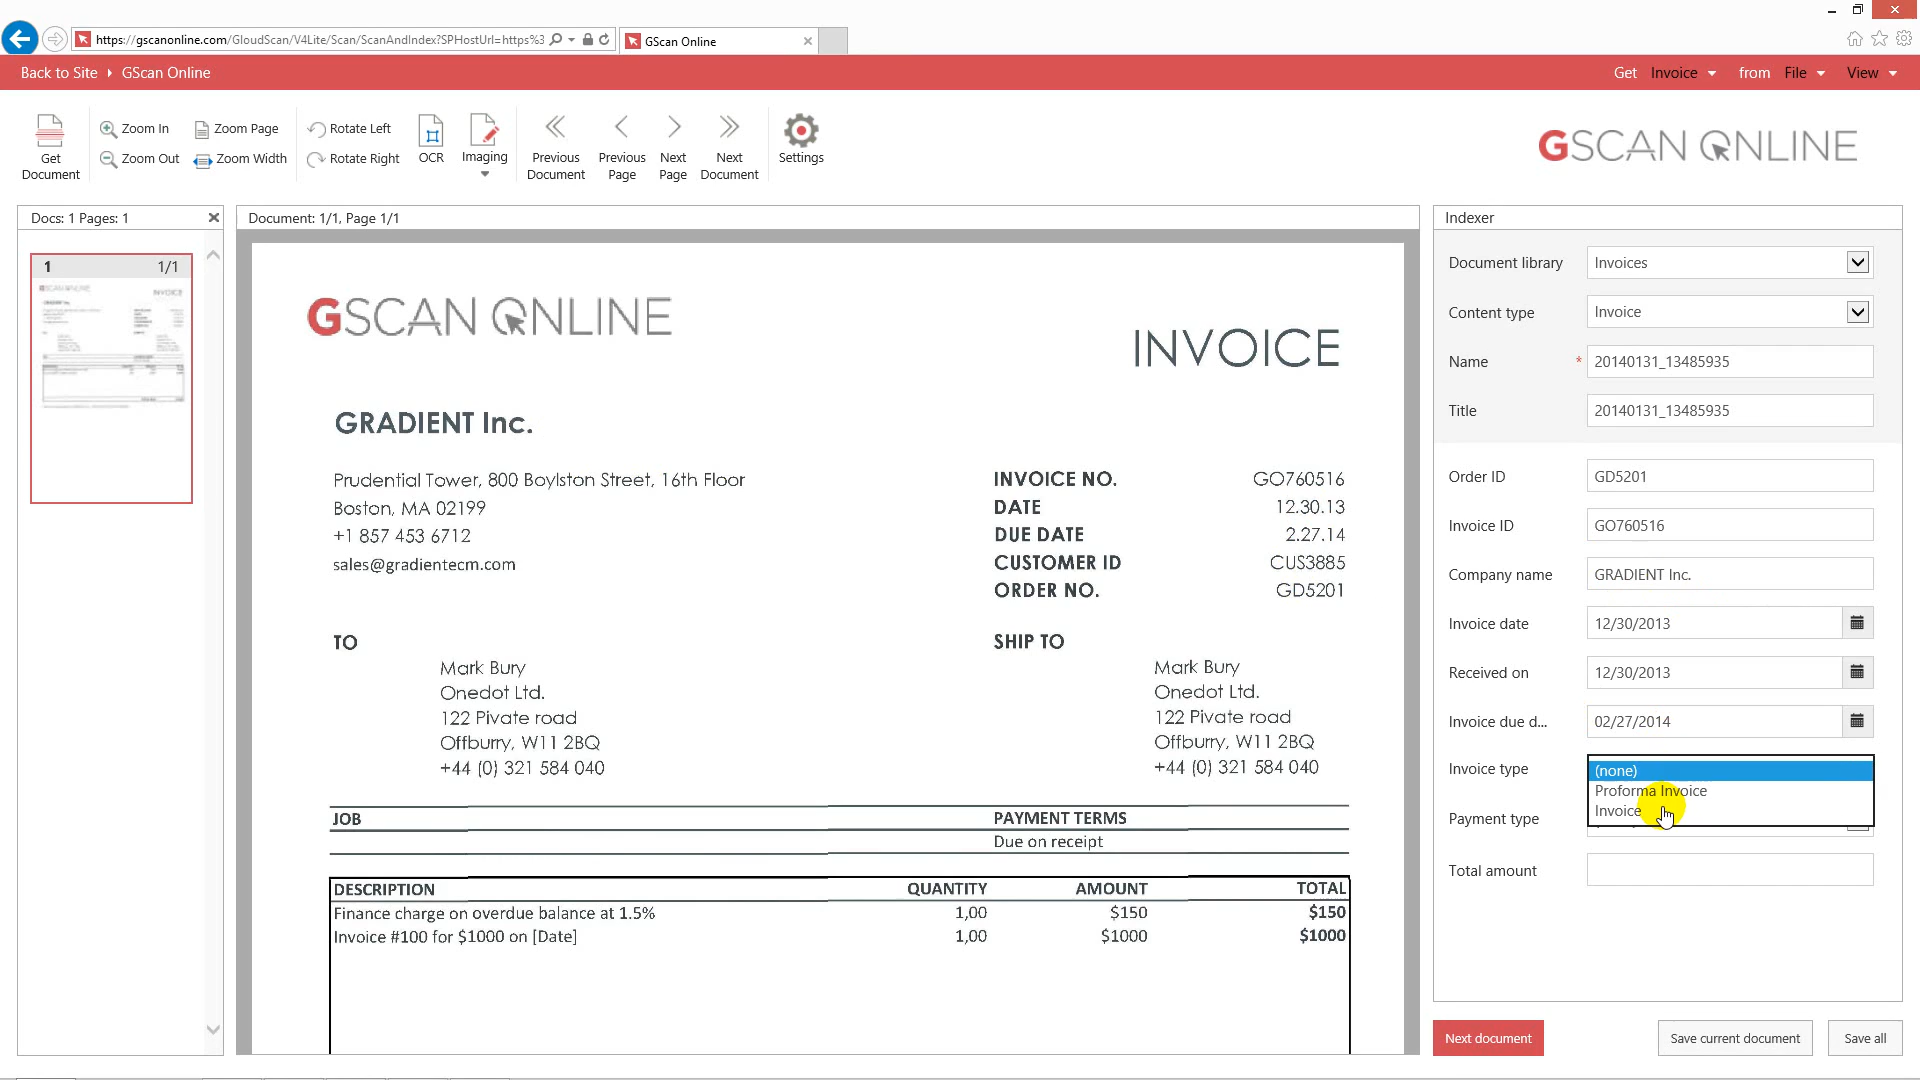 https://gscanonline.com/GloudScan/V4Lite/Scan/ScanAndIndex?SPHostUrl=https%3
GScan Online
Back to Site GScan Online
Get Invoice from File View
Get Document
Zoom In
Zoom Out
Zoom Page
Zoom Width
Rotate Left
Rotate Right
OCR
Imaging
Previous Document
Previous Page
Next Page
Next Document
Settings
GSCAN ONLINE
Docs: 1 Pages: 1
1 1/1
Document: 1/1, Page 1/1
GSCAN ONLINE
INVOICE
GRADIENT Inc.
Prudential Tower, 800 Boylston Street, 16th Floor
Boston, MA 02199
+1 857 453 6712
sales@gradientecm.com
INVOICE NO. GO760516
DATE 12.30.13
DUE DATE 2.27.14
CUSTOMER ID CUS3885
ORDER NO. GD5201
TO
Mark Bury
Onedot Ltd.
122 Pivate road
Offburry, W11 2BQ
+44 (0) 321 584 040
SHIP TO
Mark Bury
Onedot Ltd.
122 Pivate road
Offburry, W11 2BQ
+44 (0) 321 584 040
JOB PAYMENT TERMS
Due on receipt
DESCRIPTION QUANTITY AMOUNT TOTAL
Finance charge on overdue balance at 1.5% 1,00 $150 $150
Invoice #100 for $1000 on [Date] 1,00 $1000 $1000
Indexer
Document library Invoices
Content type Invoice
Name * 20140131_13485935
Title 20140131_13485935
Order ID GD5201
Invoice ID GO760516
Company name GRADIENT Inc.
Invoice date 12/30/2013
Received on 12/30/2013
Invoice due d... 02/27/2014
Invoice type (none)
Proforma Invoice
Invoice
Payment type
Total amount
Next document
Save current document
Save all